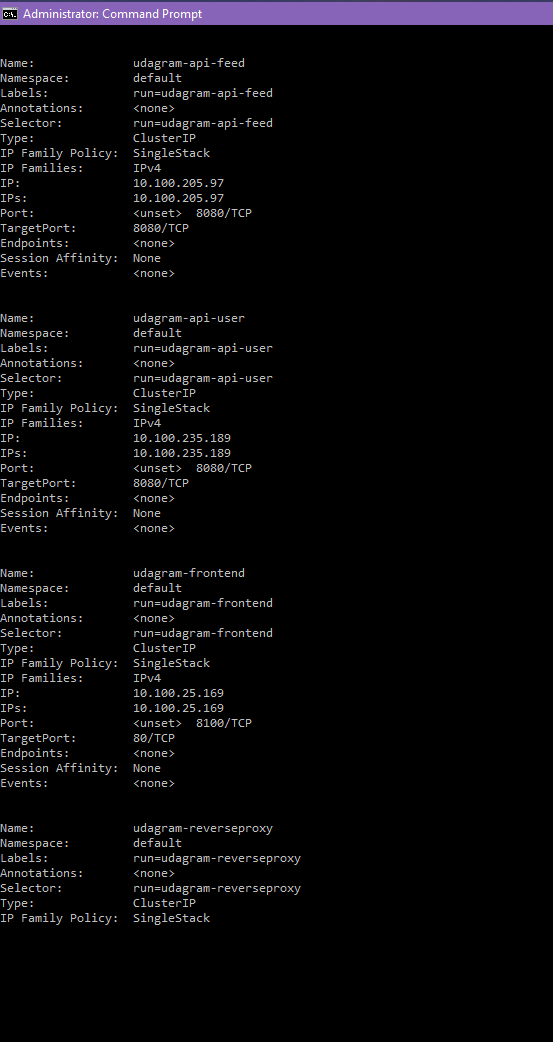 Administrator: Command Prompt
Name:              udagram-api-feed
Namespace:         default
Labels:            run=udagram-api-feed
Annotations:       <none>
Selector:          run=udagram-api-feed
Type:              ClusterIP
IP Family Policy:  SingleStack
IP Families:       IPv4
IP:                10.100.205.97
IPs:               10.100.205.97
Port:              <unset>  8080/TCP
TargetPort:        8080/TCP
Endpoints:         <none>
Session Affinity:  None
Events:            <none>
Name:              udagram-api-user
Namespace:         default
Labels:            run=udagram-api-user
Annotations:       <none>
Selector:          run=udagram-api-user
Type:              ClusterIP
IP Family Policy:  SingleStack
IP Families:       IPv4
IP:                10.100.235.189
IPs:               10.100.235.189
Port:              <unset>  8080/TCP
TargetPort:        8080/TCP
Endpoints:         <none>
Session Affinity:  None
Events:            <none>
Name:              udagram-frontend
Namespace:         default
Labels:            run=udagram-frontend
Annotations:       <none>
Selector:          run=udagram-frontend
Type:              ClusterIP
IP Family Policy:  SingleStack
IP Families:       IPv4
IP:                10.100.25.169
IPs:               10.100.25.169
Port:              <unset>  8100/TCP
TargetPort:        80/TCP
Endpoints:         <none>
Session Affinity:  None
Events:            <none>
Name:              udagram-reverseproxy
Namespace:         default
Labels:            run=udagram-reverseproxy
Annotations:       <none>
Selector:          run=udagram-reverseproxy
Type:              ClusterIP
IP Family Policy:  SingleStack